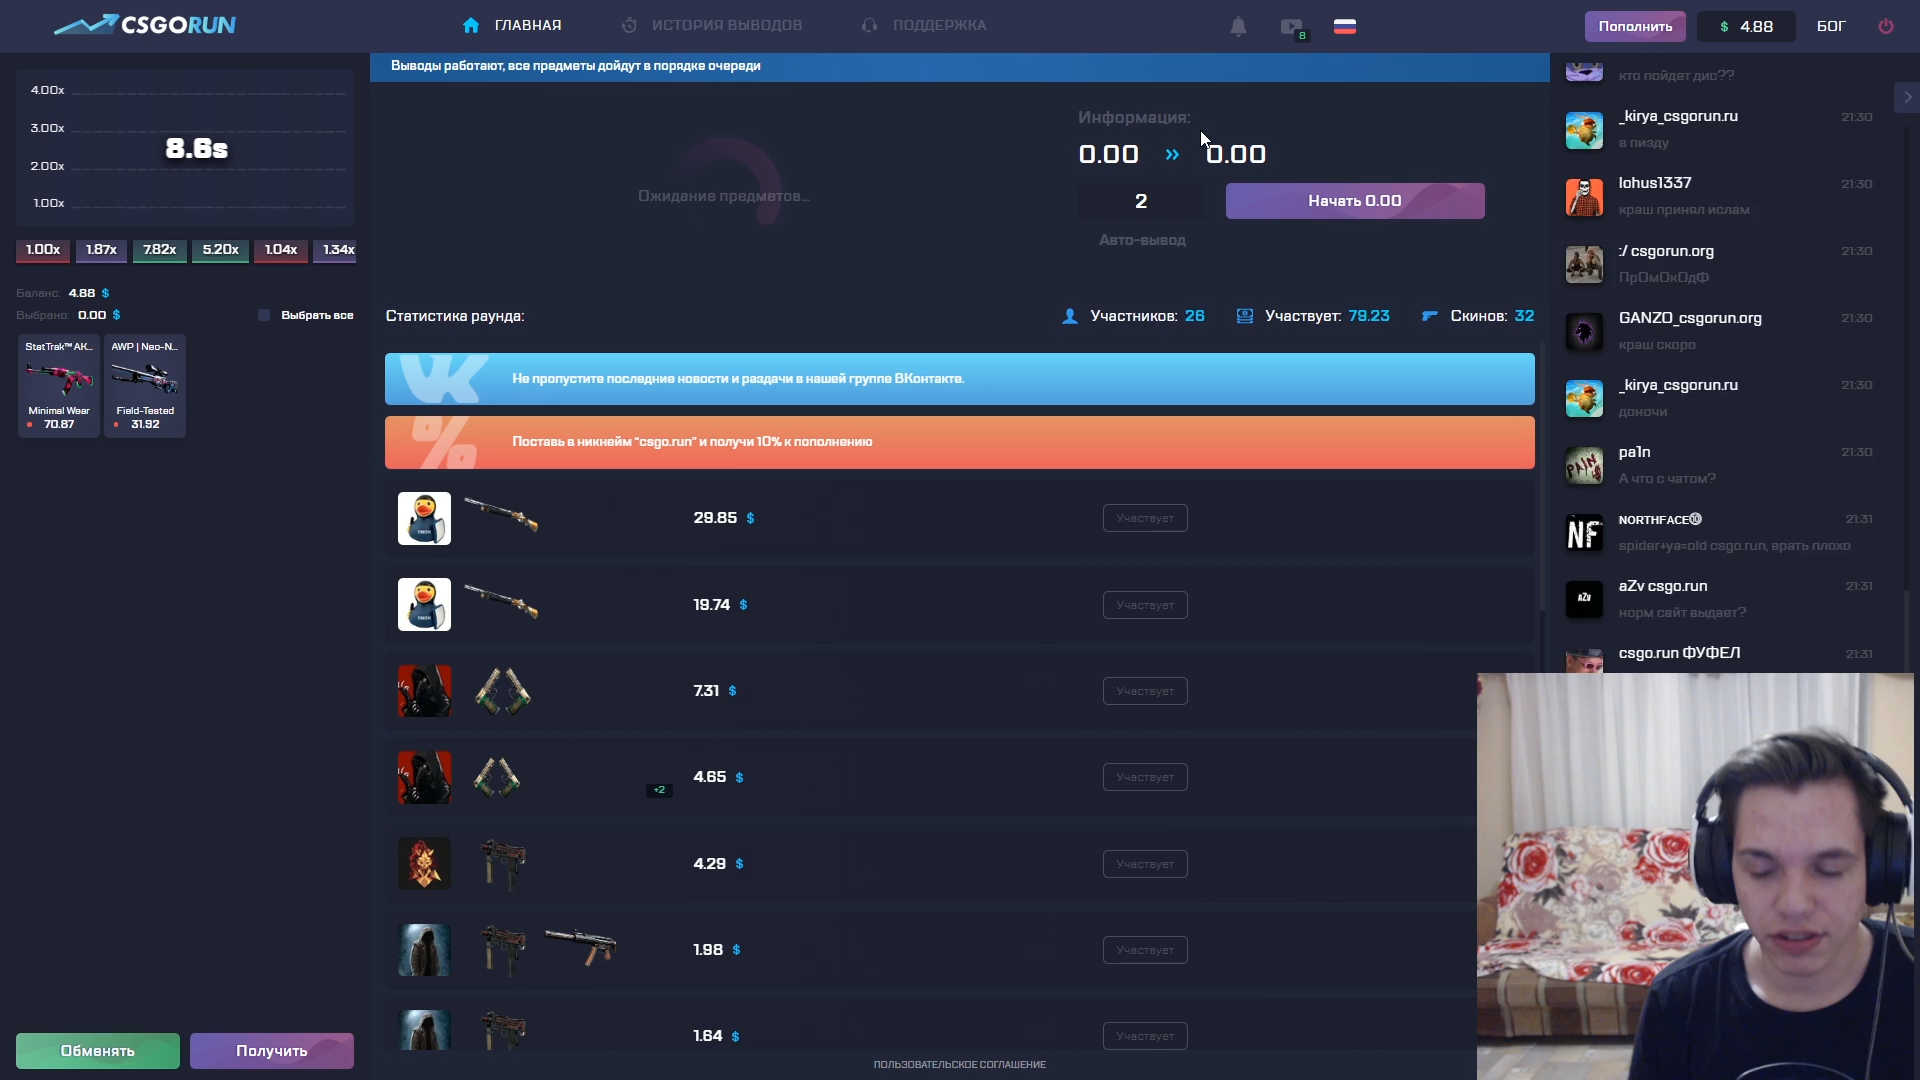 CSGORUN
ГЛАВНАЯ
ИСТОРИЯ ВЫВОДОВ
ПОДДЕРЖКА
8
Пополнить
$ 4.88
БОГ
Выводы работают, все предметы дойдут в порядке очереди
4.00x
3.00x
2.00x
1.00x
8.6s
1.00x
1.87x
7.82x
5.20x
1.04x
1.34x
Баланс: 4.88 $
Выбрано: 0.00 $
Выбрать все
StatTrak™ AK...
Minimal Wear
70.87
AWP | Neo-N...
Field-Tested
31.92
Обменять
Получить
Ожидание предметов...
Информация:
0.00 » 0.00
2
Начать 0.00
Авто-вывод
Статистика раунда:
Участников: 26
Участвует: 79.23
Скинов: 32
Не пропустите последние новости и раздачи в нашей группе ВКонтакте.
%
Поставь в никнейм "csgo.run" и получи 10% к пополнению
29.85 $
Участвует
19.74 $
Участвует
7.31 $
Участвует
+2
4.65 $
Участвует
4.29 $
Участвует
1.98 $
Участвует
1.64 $
Участвует
ПОЛЬЗОВАТЕЛЬСКОЕ СОГЛАШЕНИЕ
кто пойдет дис??
_kirya_csgorun.ru 21:30
в пизду
lohus1337 21:30
краш принял ислам
:/ csgorun.org 21:30
ПрОмОкОдФ
GANZO_csgorun.org 21:30
краш скоро
_kirya_csgorun.ru 21:30
доночи
PAIN
pa1n 21:30
А что с чатом?
NF
NORTHFACE⑩ 21:31
spider+ya=old csgo.run, врать плохо
aZv
aZv csgo.run 21:31
норм сайт выдает?
csgo.run ФУФЕЛ 21:31